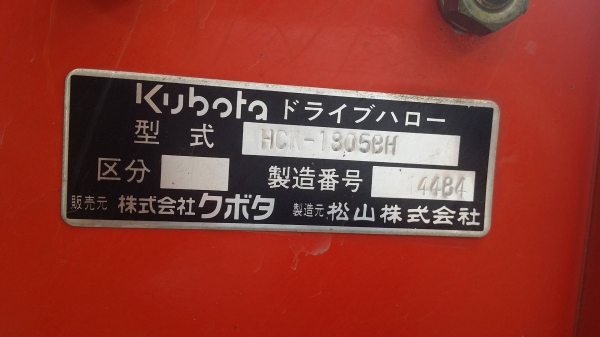 Kubota ドライブハロー
型式 HCK-1805BH
区分 製造番号 4484
販売元 株式会社クボタ 製造元 松山株式会社